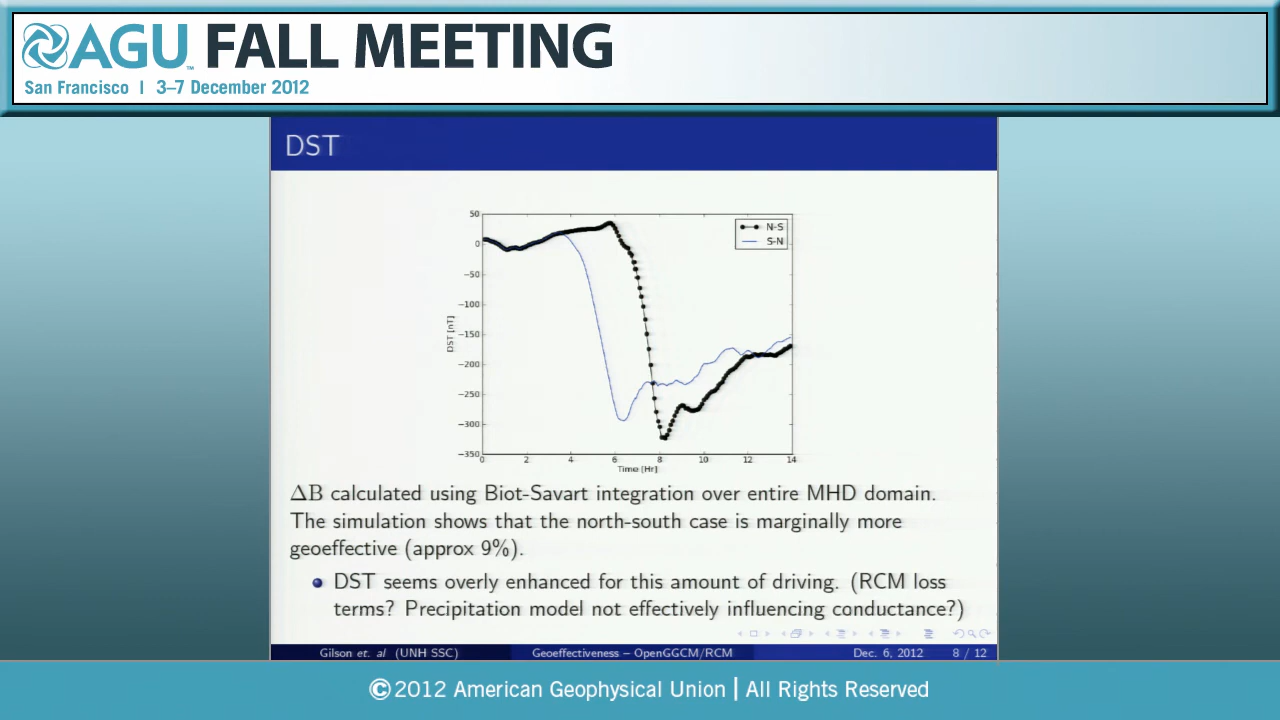 AGU™ FALL MEETING
San Francisco | 3–7 December 2012
DST
50
0
−50
−100
−150
−200
−250
−300
−350
DST [nT]
N-S
S-N
0 2 4 6 8 10 12 14
Time [Hr]
ΔB calculated using Biot-Savart integration over entire MHD domain.
The simulation shows that the north-south case is marginally more
geoeffective (approx 9%).
DST seems overly enhanced for this amount of driving. (RCM loss
terms? Precipitation model not effectively influencing conductance?)
Gilson et. al (UNH SSC) Geoeffectiveness – OpenGGCM/RCM Dec. 6, 2012 8 / 12
©2012 American Geophysical Union | All Rights Reserved